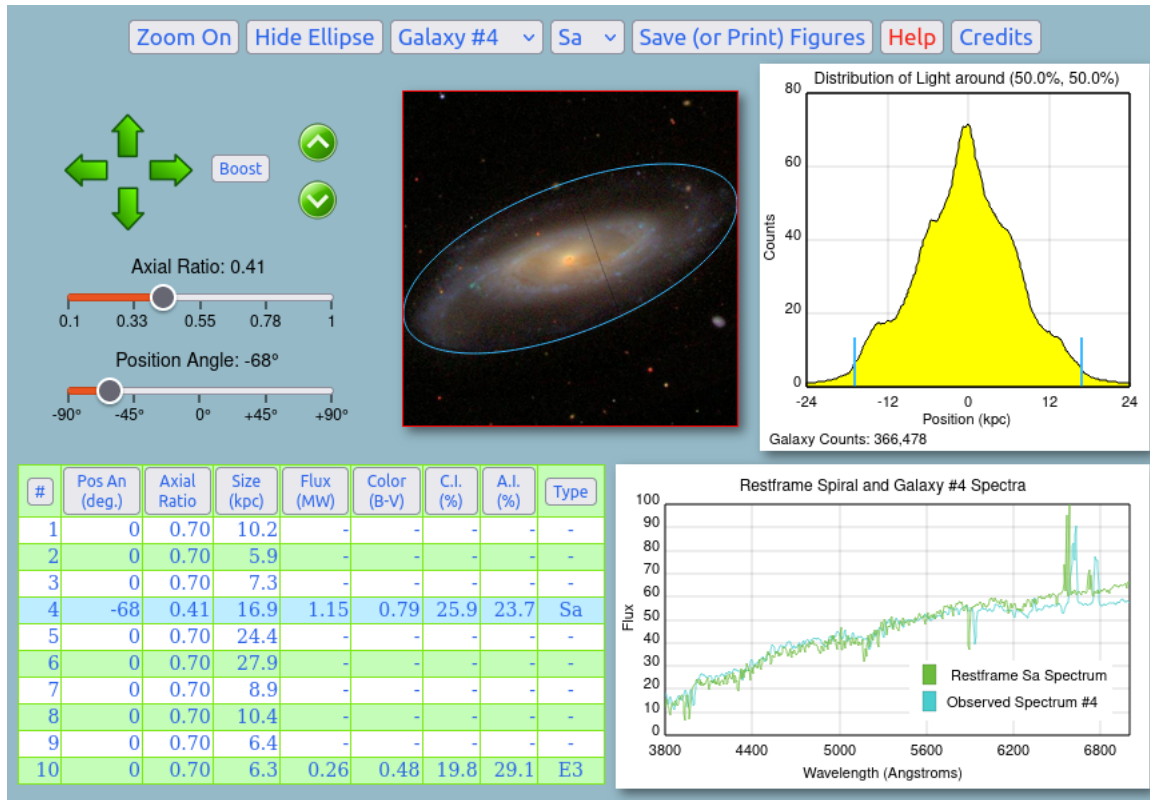 Zoom On Hide Ellipse Galaxy #4 Sa Save (or Print) Figures Help Credits
Boost
Axial Ratio: 0.41
0.1 0.33 0.55 0.78 1
Position Angle: -68°
-90° -45° 0° +45° +90°
Distribution of Light around (50.0%, 50.0%)
80
60
40
20
0
Counts
-24 -12 0 12 24
Position (kpc)
Galaxy Counts: 366,478
# Pos An (deg.) Axial Ratio Size (kpc) Flux (MW) Color (B-V) C.I. (%) A.I. (%) Type
1 0 0.70 10.2 - - - - -
2 0 0.70 5.9 - - - - -
3 0 0.70 7.3 - - - - -
4 -68 0.41 16.9 1.15 0.79 25.9 23.7 Sa
5 0 0.70 24.4 - - - - -
6 0 0.70 27.9 - - - - -
7 0 0.70 8.9 - - - - -
8 0 0.70 10.4 - - - - -
9 0 0.70 6.4 - - - - -
10 0 0.70 6.3 0.26 0.48 19.8 29.1 E3
Restframe Spiral and Galaxy #4 Spectra
100
90
80
70
60
50
40
30
20
10
0
Flux
Restframe Sa Spectrum
Observed Spectrum #4
3800 4400 5000 5600 6200 6800
Wavelength (Angstroms)